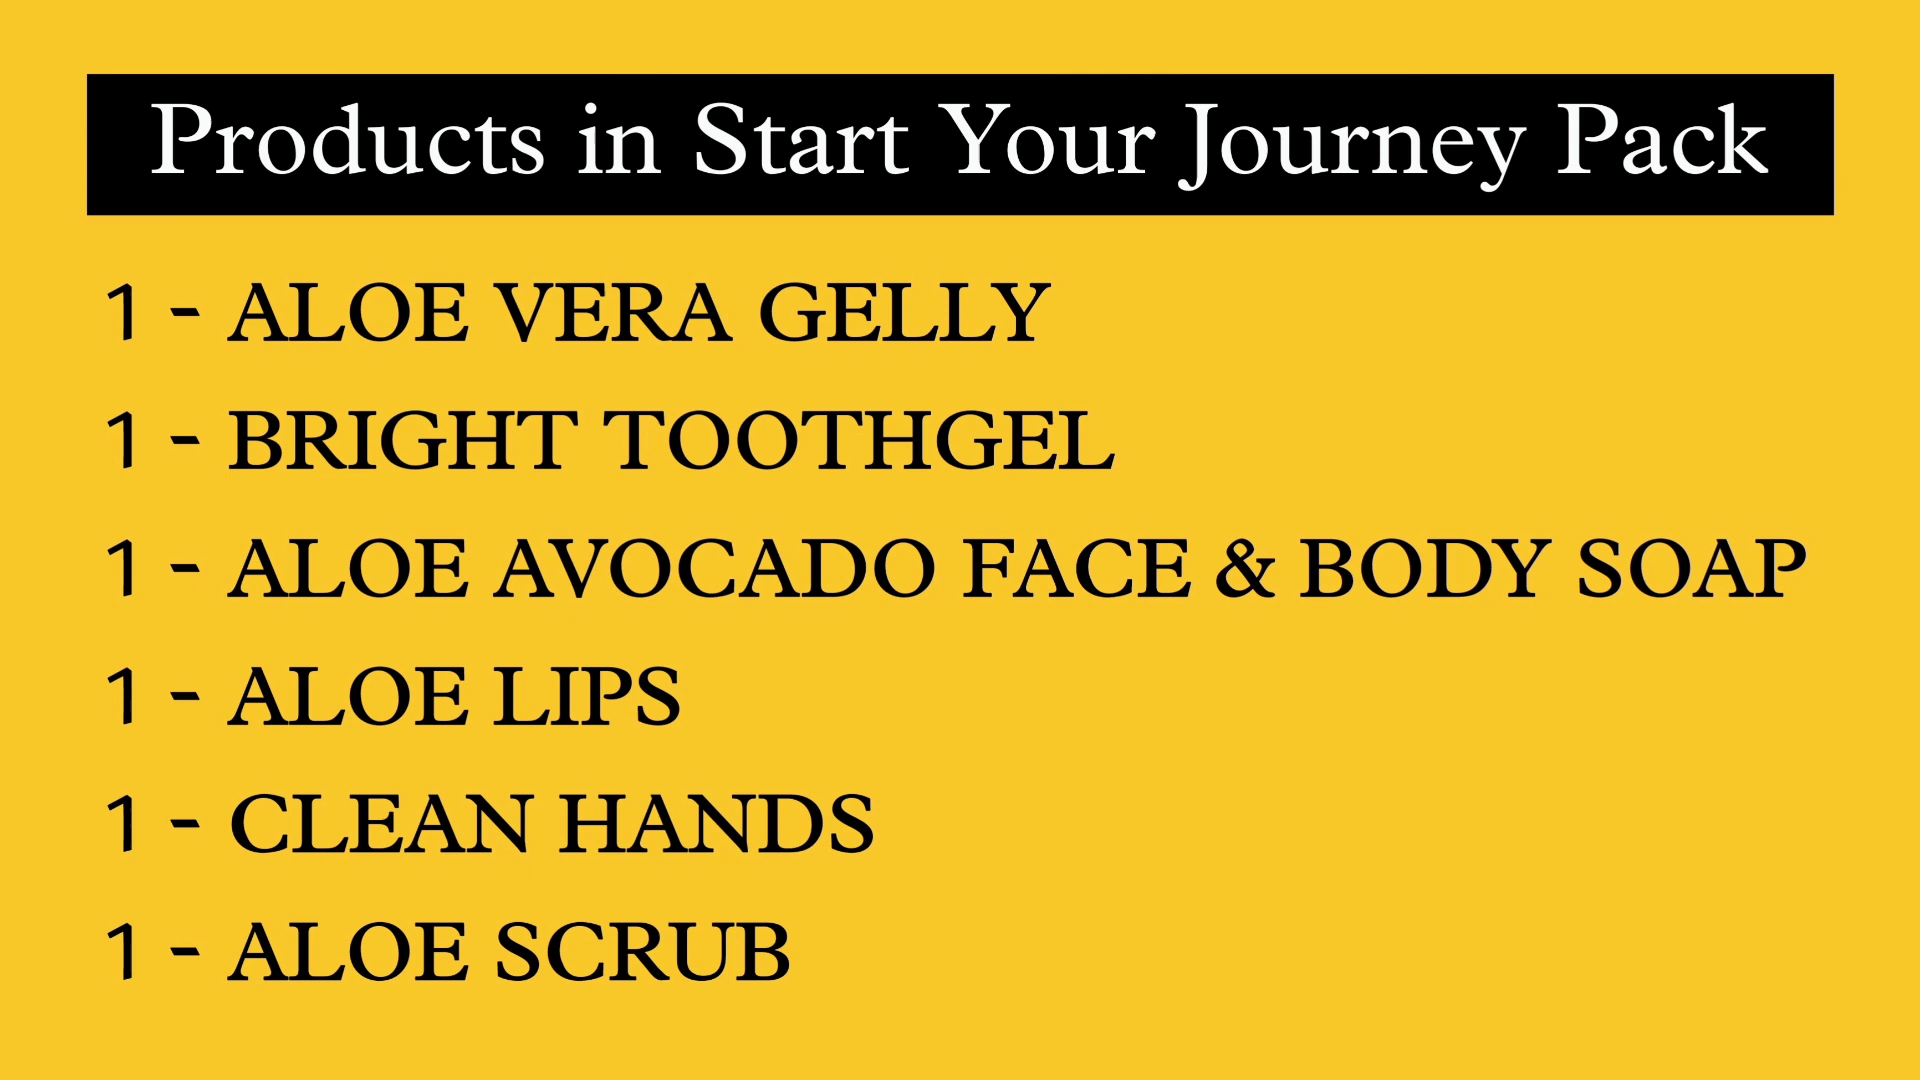 Products in Start Your Journey Pack
1 - ALOE VERA GELLY
1 - BRIGHT TOOTHGEL
1 - ALOE AVOCADO FACE & BODY SOAP
1 - ALOE LIPS
1 - CLEAN HANDS
1 - ALOE SCRUB